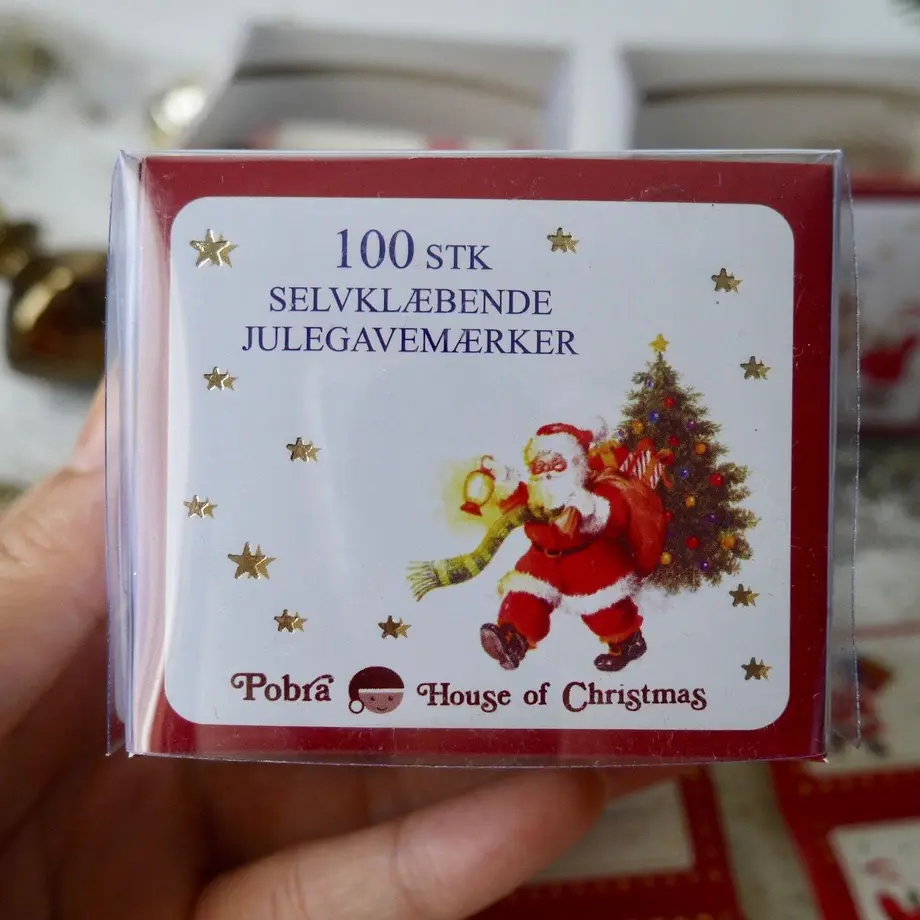 100 STK
SELVKLÆBENDE
JULEGAVEMÆRKER
Pobra House of Christmas